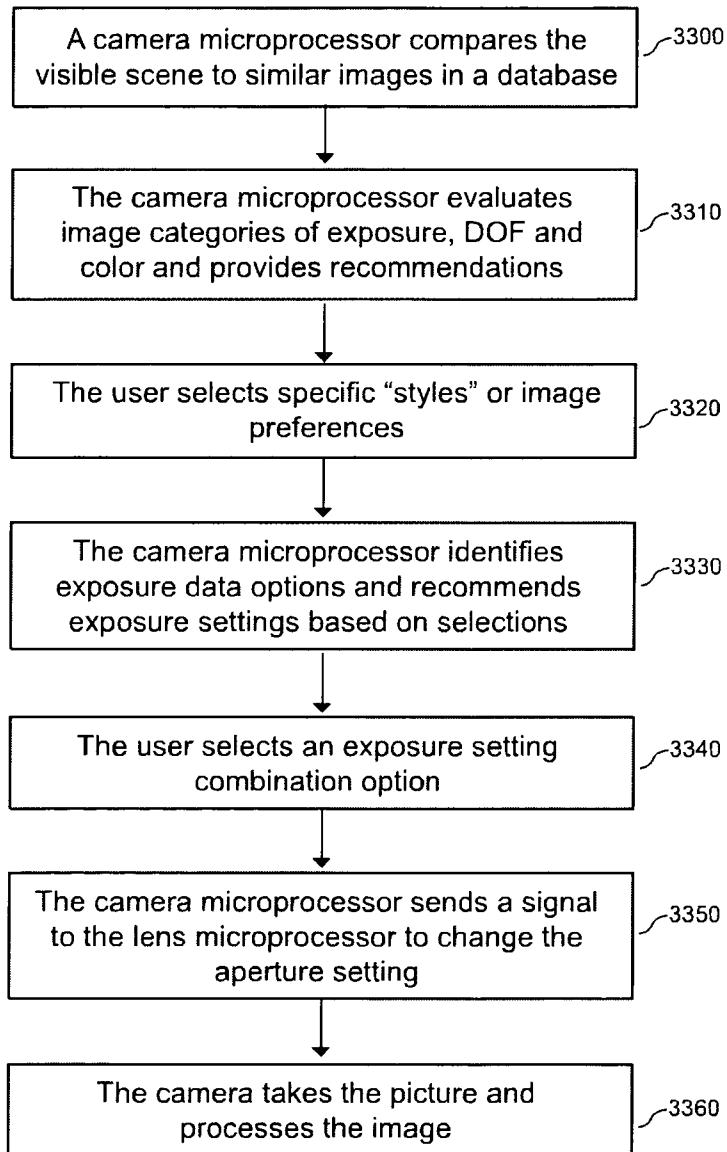 A camera microprocessor compares the
visible scene to similar images in a database
3300
The camera microprocessor evaluates
image categories of exposure, DOF and
color and provides recommendations
3310
The user selects specific “styles” or image
preferences
3320
The camera microprocessor identifies
exposure data options and recommends
exposure settings based on selections
3330
The user selects an exposure setting
combination option
3340
The camera microprocessor sends a signal
to the lens microprocessor to change the
aperture setting
3350
The camera takes the picture and
processes the image
3360